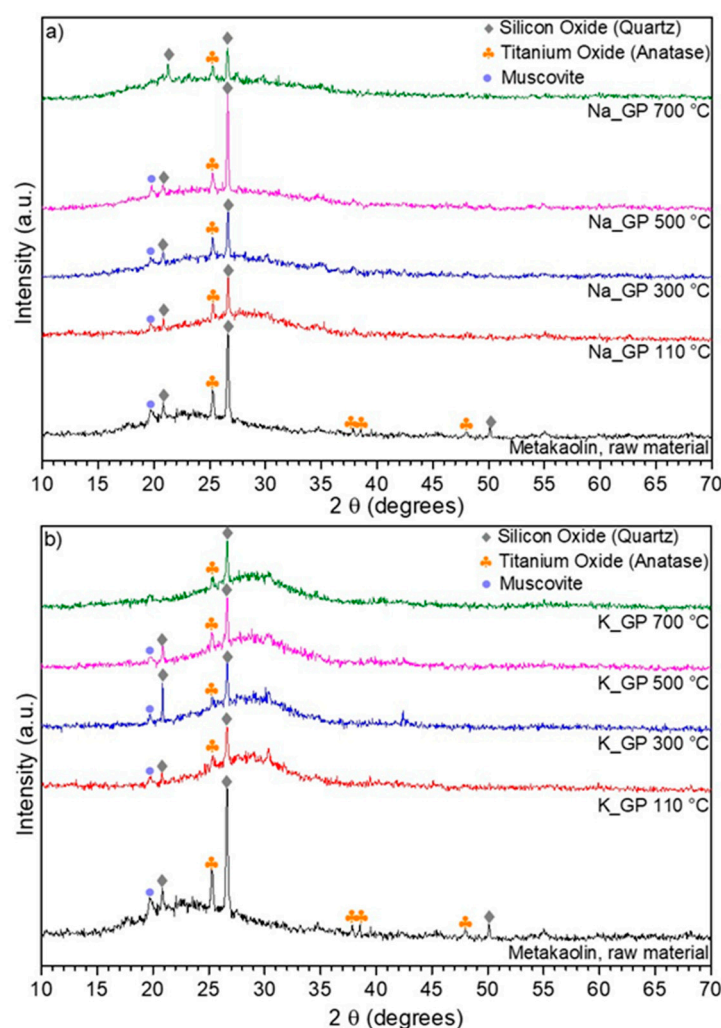 a)
Silicon Oxide (Quartz)
Titanium Oxide (Anatase)
Muscovite
Na_GP 700 °C
Na_GP 500 °C
Na_GP 300 °C
Na_GP 110 °C
Metakaolin, raw material
Intensity (a.u.)
10 20 25 30 35 40 45 50 55 60 65 70
2 θ (degrees)
b)
Silicon Oxide (Quartz)
Titanium Oxide (Anatase)
Muscovite
K_GP 700 °C
K_GP 500 °C
K_GP 300 °C
K_GP 110 °C
Metakaolin, raw material
Intensity (a.u.)
10 20 25 30 35 40 45 50 55 60 65 70
2 θ (degrees)